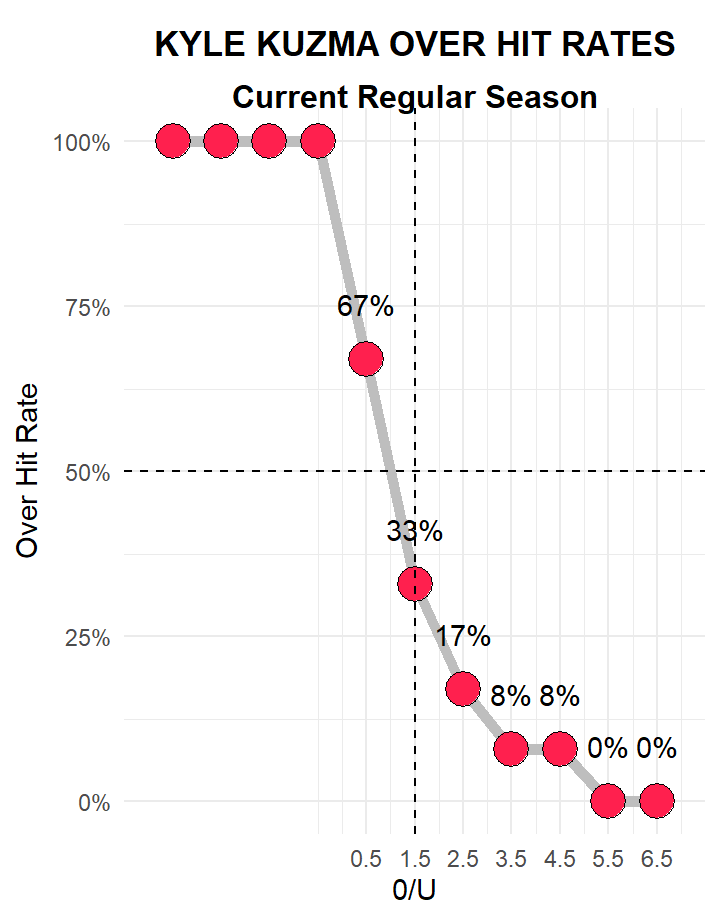 KYLE KUZMA OVER HIT RATES
Current Regular Season
Over Hit Rate
100%
75%
50%
25%
0%
67%
33%
17%
8% 8%
0% 0%
0.5 1.5 2.5 3.5 4.5 5.5 6.5
0/U